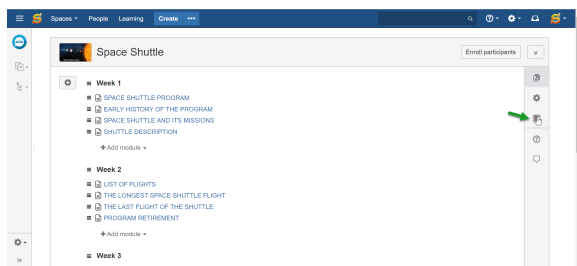 Spaces People Learning Create
Space Shuttle
Enroll participants
Week 1
SPACE SHUTTLE PROGRAM
EARLY HISTORY OF THE PROGRAM
SPACE SHUTTLE AND ITS MISSIONS
SHUTTLE DESCRIPTION
+ Add module
Week 2
LIST OF FLIGHTS
THE LONGEST SPACE SHUTTLE FLIGHT
THE LAST FLIGHT OF THE SHUTTLE
PROGRAM RETIREMENT
+ Add module
Week 3